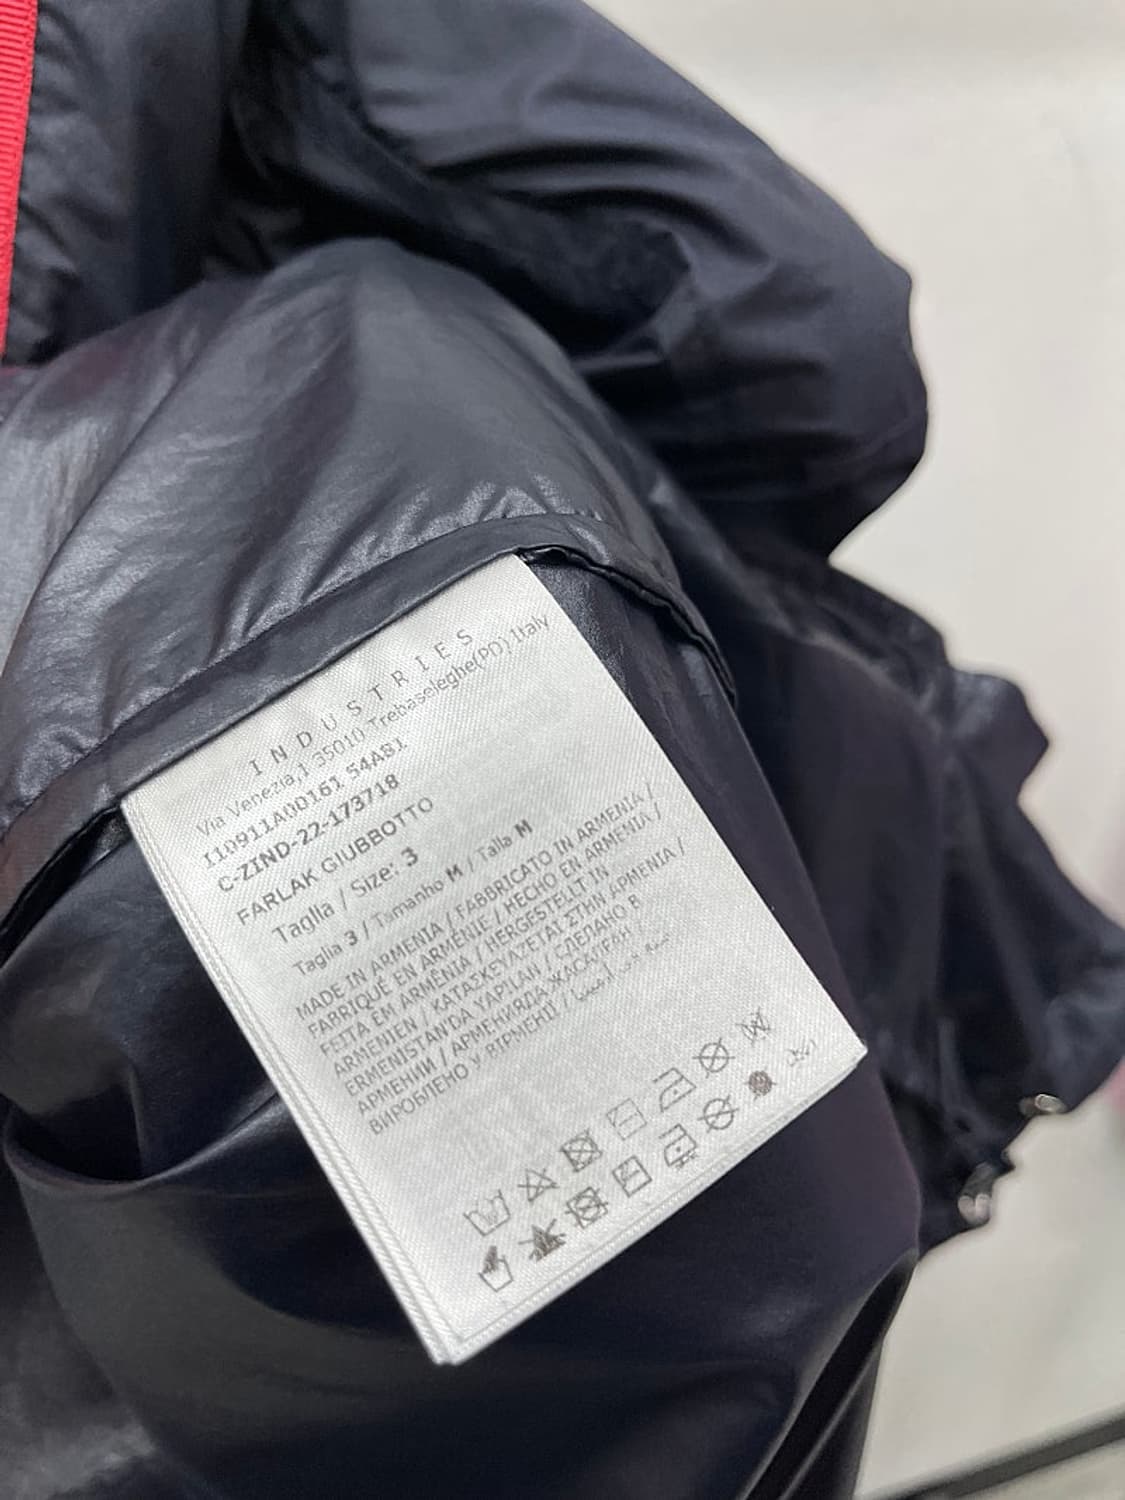 INDUSTRIES
Via Venezia,1 35010 Trebaseleghe(PD) Italy
I10911A00161 54A81
C-ZIND-22-173718
FARLAK GIUBBOTTO
Taglia / Size: 3
Taglia 3 / Tamanho M / Talla M
MADE IN ARMENIA / FABBRICATO IN ARMENIA /
FABRIQUÉ EN ARMÉNIE / HECHO EN ARMENIA /
FEITA EM ARMÉNIA / HERGESTELLT IN
ARMENIEN / ΚΑΤΑΣΚΕΥΑΖΕΤΑΙ ΣΤΗΝ ΑΡΜΕΝΙΑ /
ERMENISTAN'DA YAPILAN / СДЕЛАНО В
АРМЕНИИ / АРМЕНИЯДА ЖАСАЛҒАН /
ВИРОБЛЕНО У ВІРМЕНІЇ /